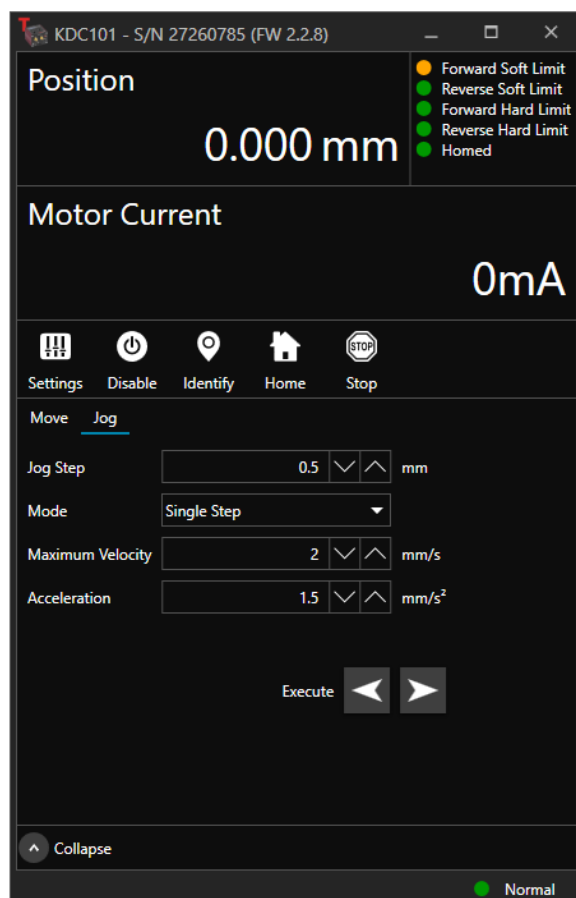 KDC101 - S/N 27260785 (FW 2.2.8)
Position
0.000 mm
Forward Soft Limit
Reverse Soft Limit
Forward Hard Limit
Reverse Hard Limit
Homed
Motor Current
0mA
STOP
Settings Disable Identify Home Stop
Move Jog
Jog Step 0.5 mm
Mode Single Step
Maximum Velocity 2 mm/s
Acceleration 1.5 mm/s²
Execute
Collapse
Normal